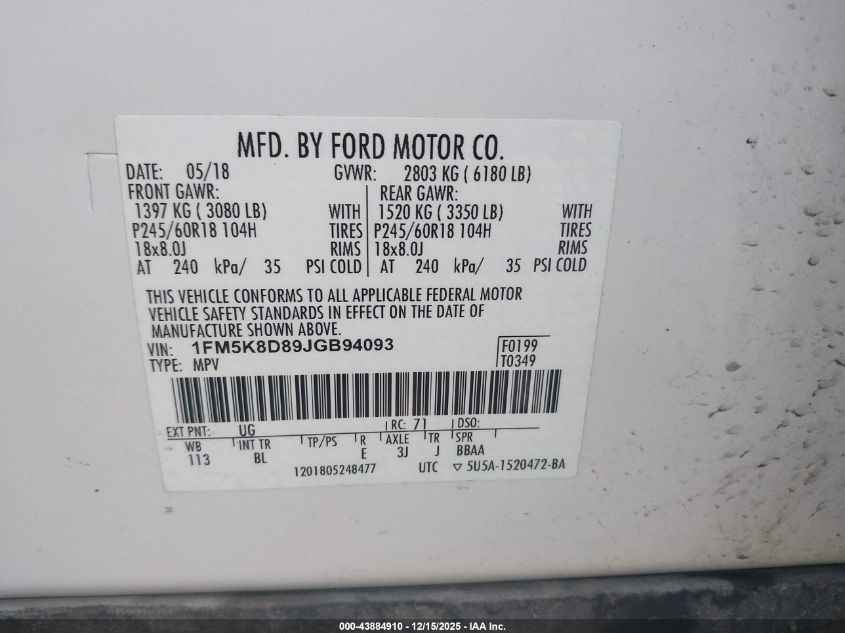 MFD. BY FORD MOTOR CO.
DATE: 05/18 GVWR: 2803 KG ( 6180 LB)
FRONT GAWR: REAR GAWR:
1397 KG ( 3080 LB) WITH 1520 KG ( 3350 LB) WITH
P245/60R18 104H TIRES P245/60R18 104H TIRES
18x8.0J RIMS 18x8.0J RIMS
AT 240 kPa/ 35 PSI COLD AT 240 kPa/ 35 PSI COLD
THIS VEHICLE CONFORMS TO ALL APPLICABLE FEDERAL MOTOR
VEHICLE SAFETY STANDARDS IN EFFECT ON THE DATE OF
MANUFACTURE SHOWN ABOVE.
VIN: 1FM5K8D89JGB94093 F0199
TYPE: MPV T0349
EXT PNT: UG RC: 71 DSO:
WB INT TR TP/PS R AXLE TR SPR
113 BL E 3J J BBAA
1201805248477 UTC ▽ 5U5A-1520472-BA
000-43884910 - 12/15/2025 - IAA Inc.